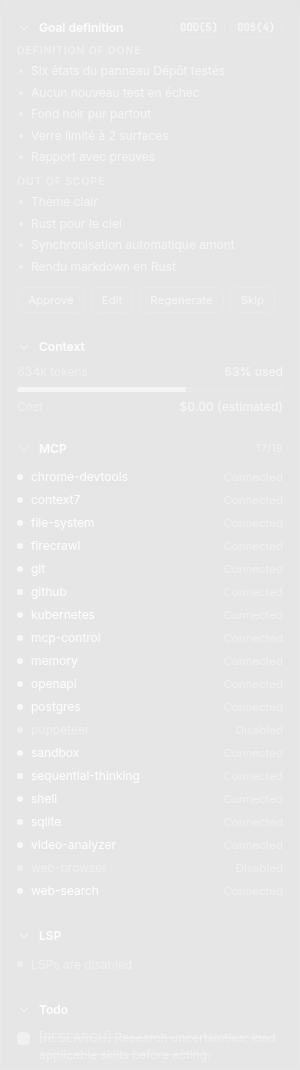 Goal definition DOD(5) OOS(4)
DEFINITION OF DONE
Six états du panneau Dépôt testés
Aucun nouveau test en échec
Fond noir pur partout
Verre limité à 2 surfaces
Rapport avec preuves
OUT OF SCOPE
Thème clair
Rust pour le ciel
Synchronisation automatique amont
Rendu markdown en Rust
Approve Edit Regenerate Skip
Context
634k tokens 63% used
Cost $0.00 (estimated)
MCP 17/19
chrome-devtools Connected
context7 Connected
file-system Connected
firecrawl Connected
git Connected
github Connected
kubernetes Connected
mcp-control Connected
memory Connected
openapi Connected
postgres Connected
puppeteer Disabled
sandbox Connected
sequential-thinking Connected
shell Connected
sqlite Connected
video-analyzer Connected
web-browser Disabled
web-search Connected
LSP
LSPs are disabled
Todo
[RESEARCH] Research uncertainties; load
applicable skills before acting.